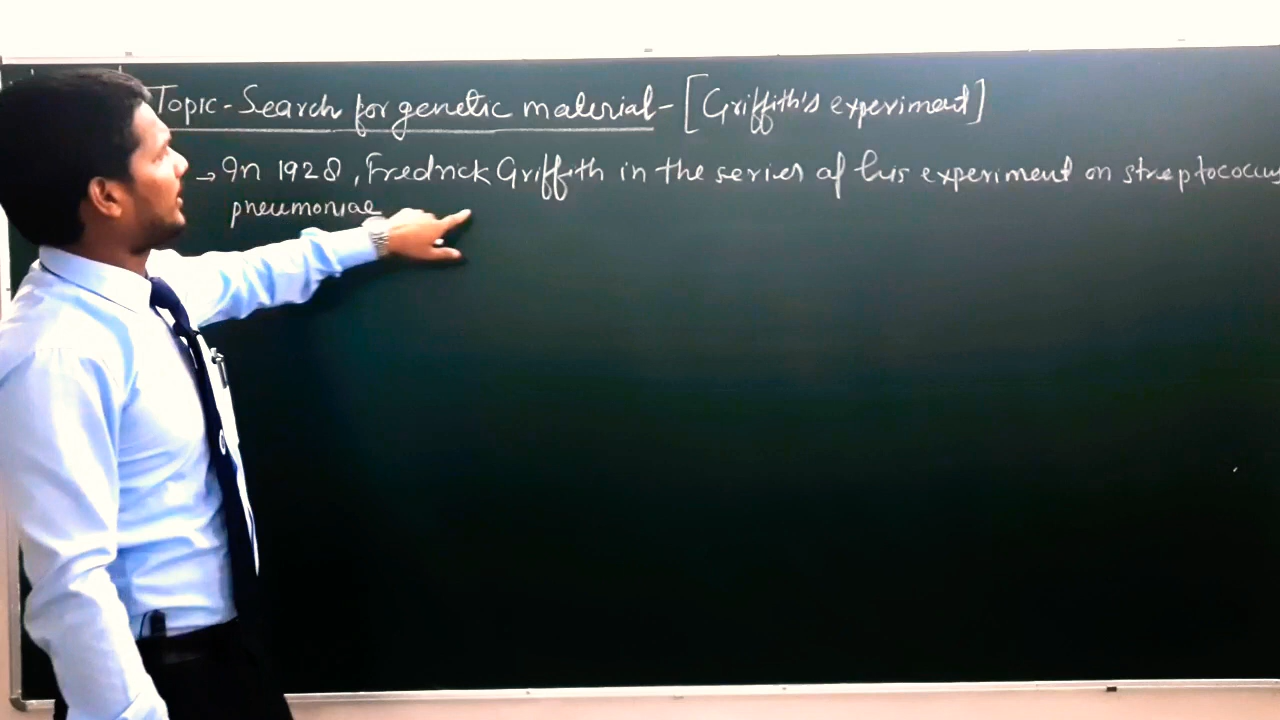 Topic - Search for genetic material - [Griffith's experiment]
→ In 1928, Fredrick Griffith in the series of his experiment on streptococcus
pneumoniae